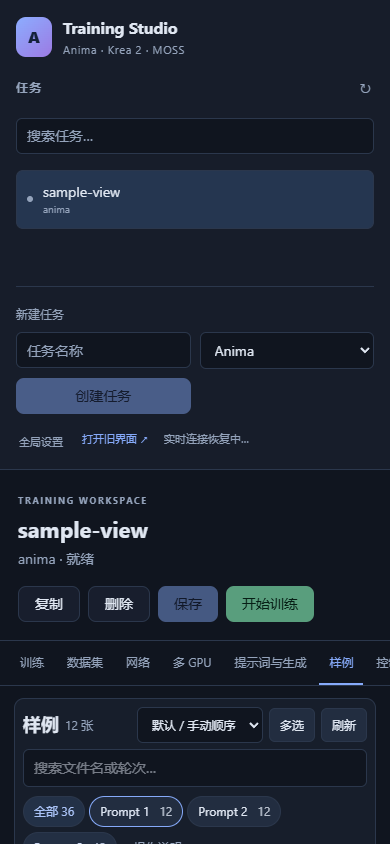 A
Training Studio
Anima · Krea 2 · MOSS
任务 ↻
搜索任务...
sample-view
anima
新建任务
任务名称 Anima
创建任务
全局设置 打开旧界面 ↗ 实时连接恢复中...
TRAINING WORKSPACE
sample-view
anima · 就绪
复制 删除 保存 开始训练
训练 数据集 网络 多 GPU 提示词与生成 样例
样例 12 张 默认 / 手动顺序 多选 刷新
搜索文件名或轮次...
全部 36 Prompt 1 12 Prompt 2 12